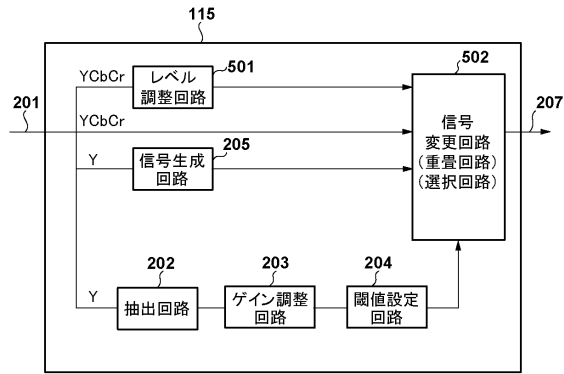 115
YCbCr
レベル
調整回路
501
502
201
YCbCr
信号
変更回路
(重畳回路)
(選択回路)
207
Y
信号生成
回路
205
202
203
204
Y
抽出回路
ゲイン調整
回路
閾値設定
回路